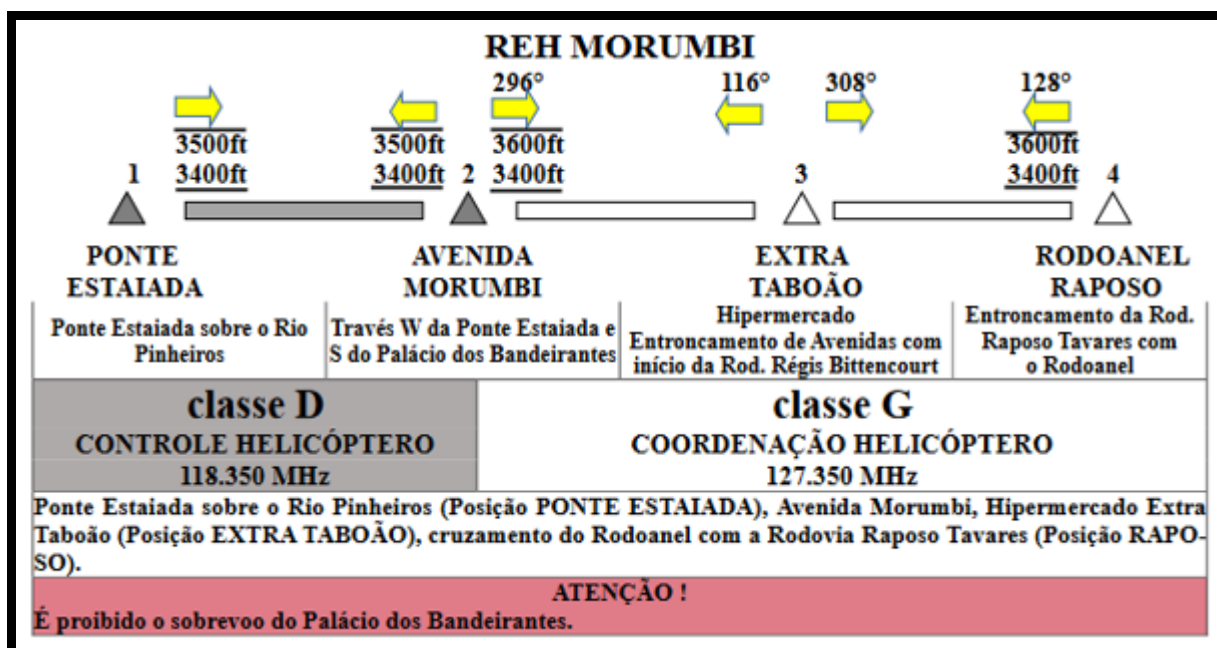 REH MORUMBI
296° 116° 308° 128°
3500ft 3500ft 3600ft 3600ft
1 3400ft 3400ft 2 3400ft 3 3400ft 4
PONTE AVENIDA EXTRA RODOANEL
ESTAIADA MORUMBI TABOÃO RAPOSO
Ponte Estaiada sobre o Rio
Pinheiros
Través W da Ponte Estaiada e
S do Palácio dos Bandeirantes
Hipermercado
Entroncamento de Avenidas com
início da Rod. Régis Bittencourt
Entroncamento da Rod.
Raposo Tavares com
o Rodoanel
classe D
CONTROLE HELICÓPTERO
118.350 MHz
classe G
COORDENAÇÃO HELICÓPTERO
127.350 MHz
Ponte Estaiada sobre o Rio Pinheiros (Posição PONTE ESTAIADA), Avenida Morumbi, Hipermercado Extra
Taboão (Posição EXTRA TABOÃO), cruzamento do Rodoanel com a Rodovia Raposo Tavares (Posição RAPO-
SO).
ATENÇÃO !
É proibido o sobrevoo do Palácio dos Bandeirantes.